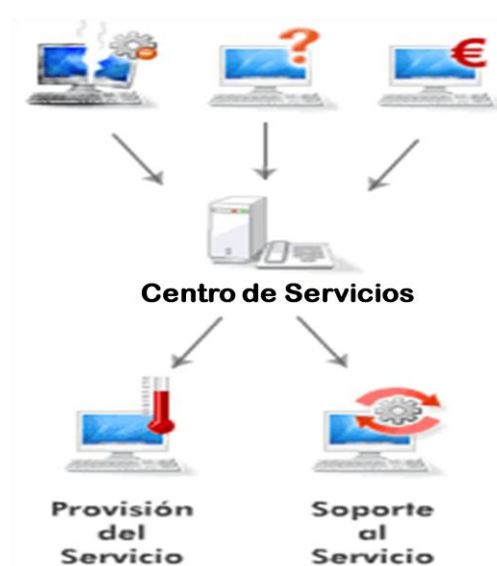 ?
€
Centro de Servicios
Provisión
del
Servicio
Soporte
al
Servicio